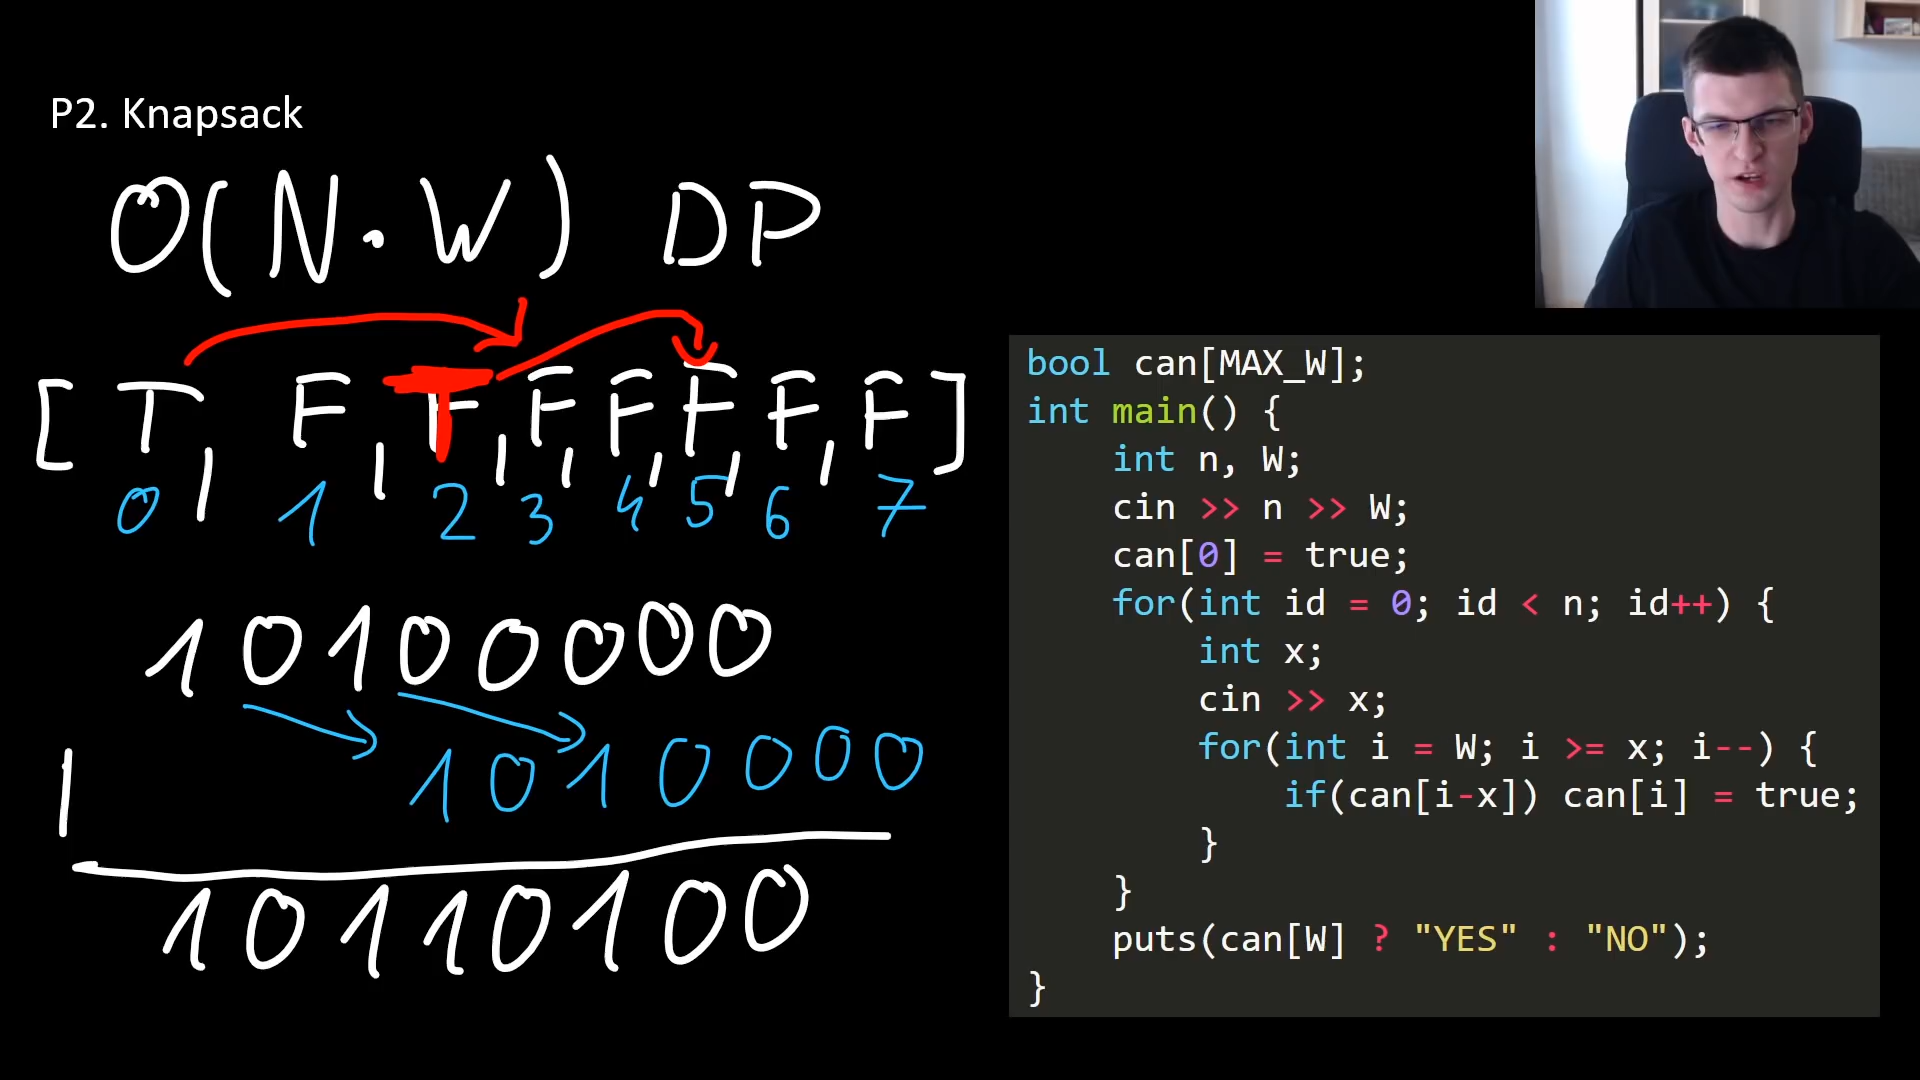 P2. Knapsack
O(N·W) DP
[T, F, T, F, F, F, F, F]
0 1 2 3 4 5 6 7
10100000
| 10100000
10110100
bool can[MAX_W];
int main() {
    int n, W;
    cin >> n >> W;
    can[0] = true;
    for(int id = 0; id < n; id++) {
        int x;
        cin >> x;
        for(int i = W; i >= x; i--) {
            if(can[i-x]) can[i] = true;
        }
    }
    puts(can[W] ? "YES" : "NO");
}